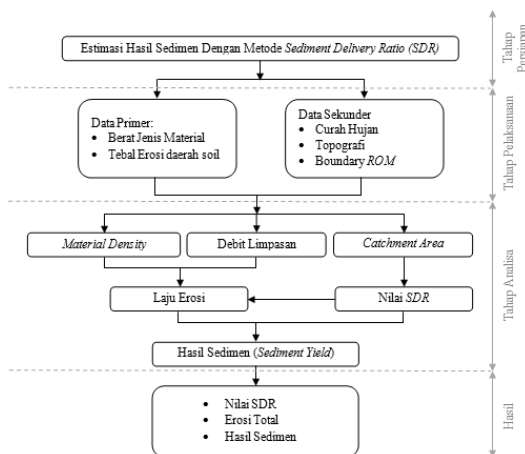 Estimasi Hasil Sedimen Dengan Metode Sediment Delivery Ratio (SDR)
Tahap Persiapan
Data Primer:
• Berat Jenis Material
• Tebal Erosi daerah soil
Data Sekunder
• Curah Hujan
• Topografi
• Boundary ROM
Tahap Pelaksanaan
Material Density
Debit Limpasan
Catchment Area
Laju Erosi
Nilai SDR
Hasil Sedimen (Sediment Yield)
Tahap Analisa
• Nilai SDR
• Erosi Total
• Hasil Sedimen
Hasil